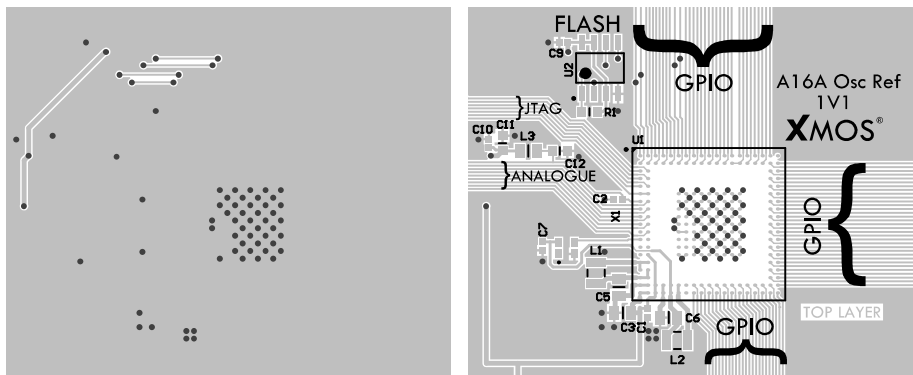 FLASH
C9
U2
GPIO
A16A Osc Ref
1V1
XMOS®
R1
JTAG
C10
C11
L3
U1
C12
ANALOGUE
C2
X1
GPIO
C7
L1
C5
C3
C1
C6
TOP LAYER
GPIO
L2